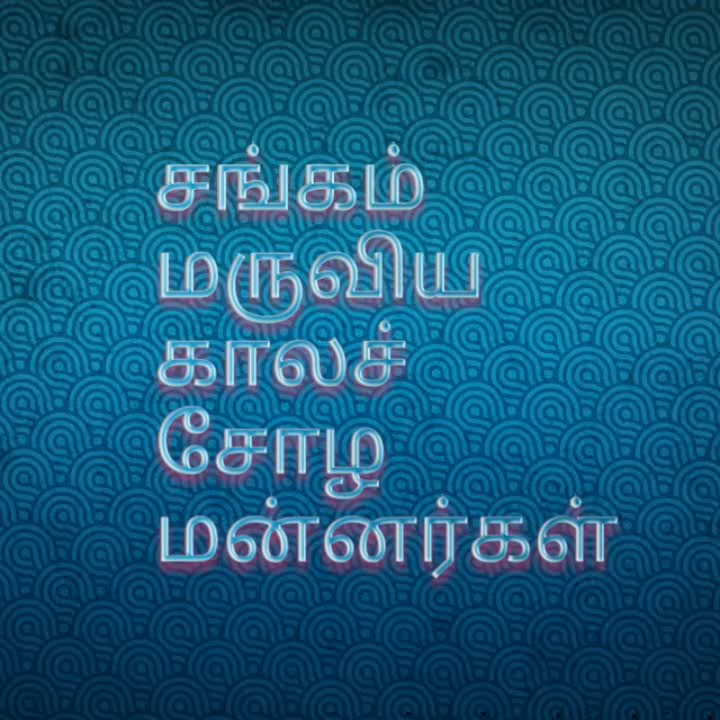 சங்கம்
மருவிய
காலச்
சோழ
மன்னர்கள்